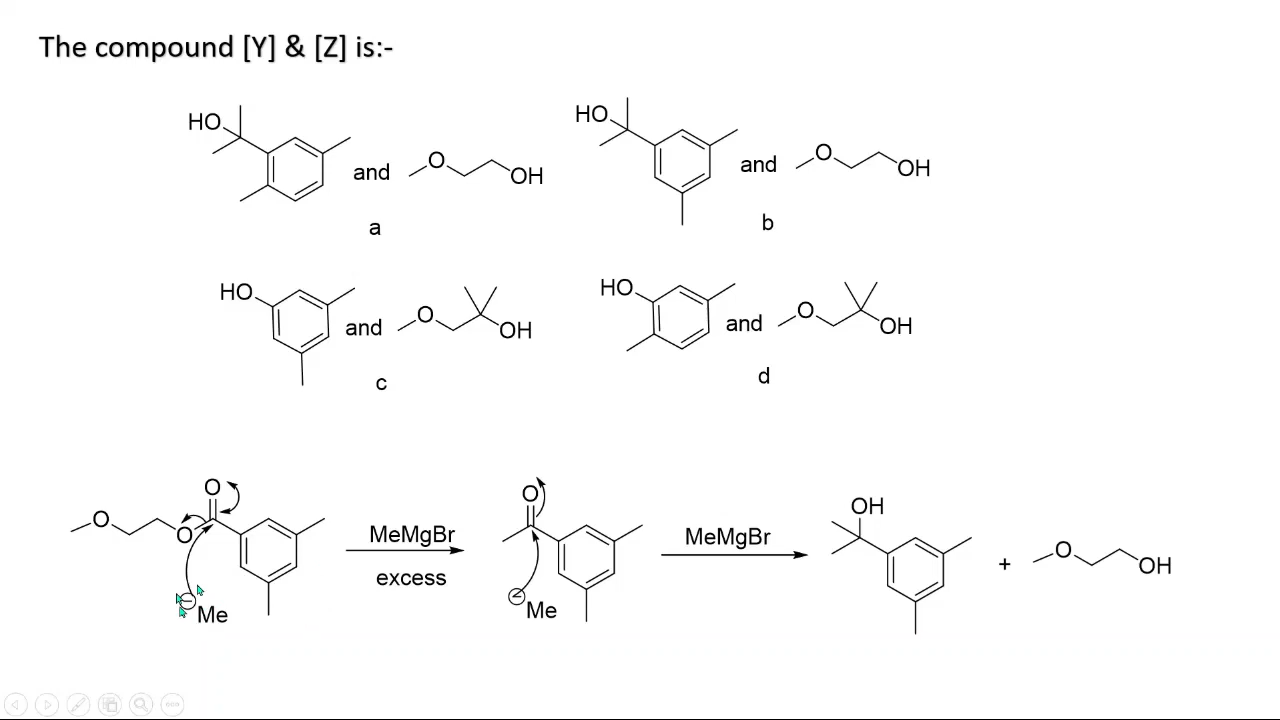 The compound [Y] & [Z] is:-
HO
and
O
OH
a
HO
and
O
OH
b
HO
and
O
OH
c
HO
and
O
OH
d
O
O
O
Me
MeMgBr
excess
O
Me
MeMgBr
OH
+
O
OH